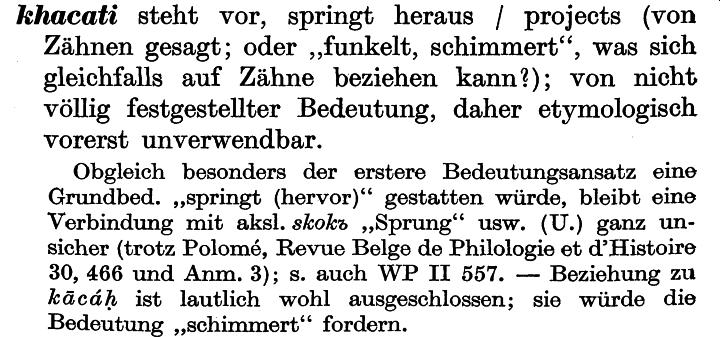 khacati steht vor, springt heraus / projects (von
Zähnen gesagt; oder „funkelt, schimmert“, was sich
gleichfalls auf Zähne beziehen kann?); von nicht
völlig festgestellter Bedeutung, daher etymologisch
vorerst unverwendbar.
Obgleich besonders der erstere Bedeutungsansatz eine
Grundbed. „springt (hervor)“ gestatten würde, bleibt eine
Verbindung mit aksl. skokъ „Sprung“ usw. (U.) ganz un-
sicher (trotz Polomé, Revue Belge de Philologie et d'Histoire
30, 466 und Anm. 3); s. auch WP II 557. — Beziehung zu
kācáḥ ist lautlich wohl ausgeschlossen; sie würde die
Bedeutung „schimmert“ fordern.